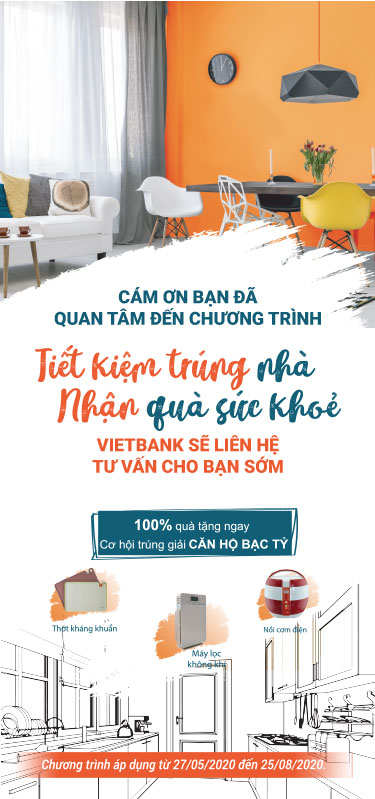 CÁM ƠN BẠN ĐÃ
QUAN TÂM ĐẾN CHƯƠNG TRÌNH
Tiết kiệm trúng nhà
Nhận quà sức khoẻ
VIETBANK SẼ LIÊN HỆ
TƯ VẤN CHO BẠN SỚM
100% quà tặng ngay
Cơ hội trúng giải CĂN HỘ BẠC TỶ
Thớt kháng khuẩn
Máy lọc
không khí
Nồi cơm điện
Chương trình áp dụng từ 27/05/2020 đến 25/08/2020.